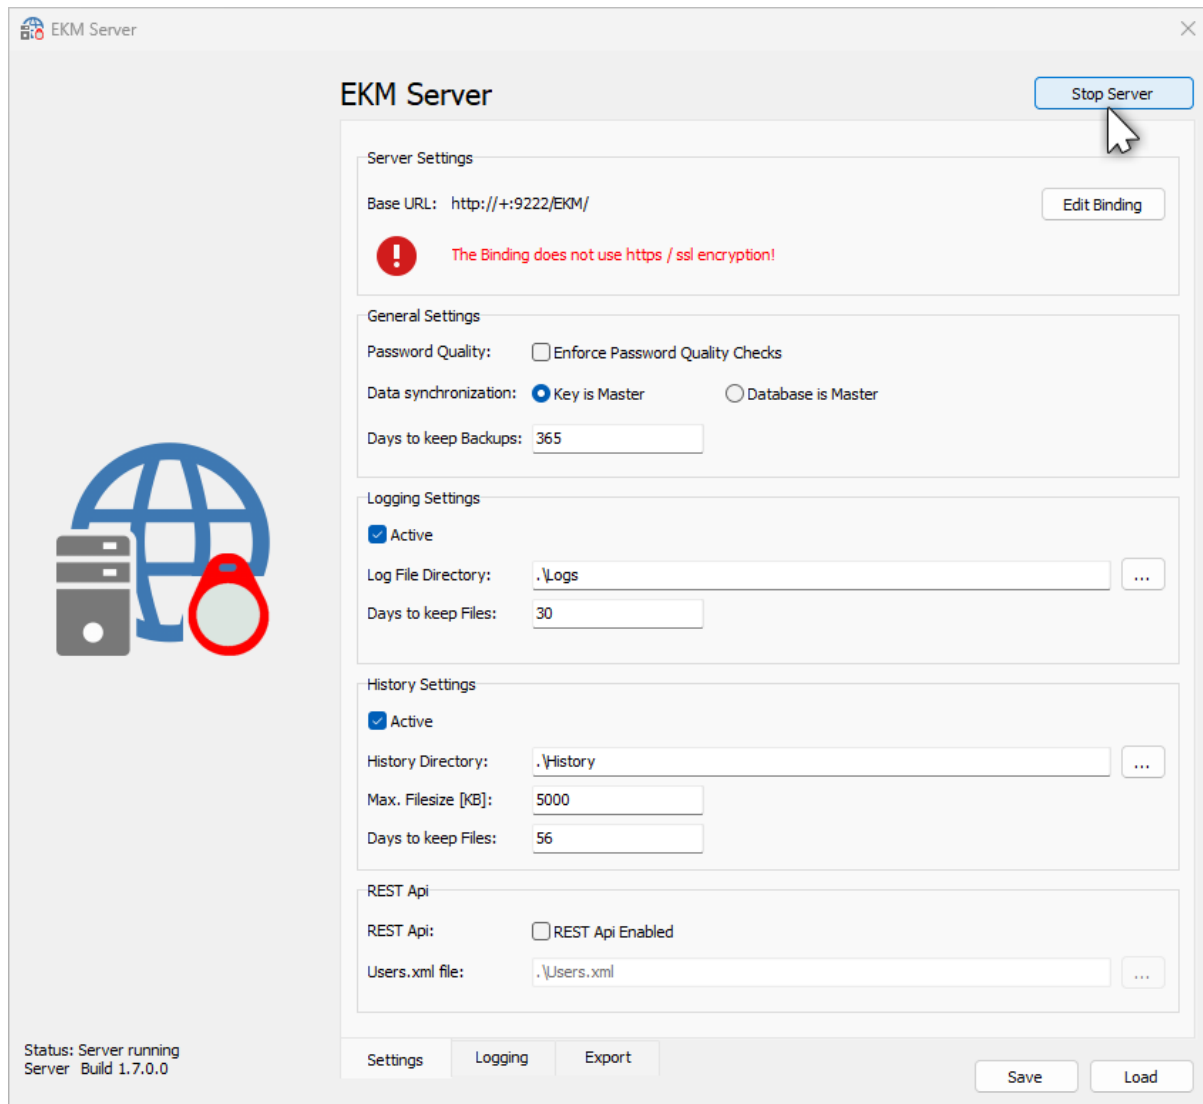 EKM Server
EKM Server
Stop Server
Server Settings
Base URL: http://+:9222/EKM/
Edit Binding
The Binding does not use https / ssl encryption!
General Settings
Password Quality: Enforce Password Quality Checks
Data synchronization: Key is Master Database is Master
Days to keep Backups: 365
Logging Settings
Active
Log File Directory: .\Logs ...
Days to keep Files: 30
History Settings
Active
History Directory: .\History ...
Max. Filesize [KB]: 5000
Days to keep Files: 56
REST Api
REST Api: REST Api Enabled
Users.xml file: .\Users.xml ...
Status: Server running
Server Build 1.7.0.0
Settings Logging Export
Save Load